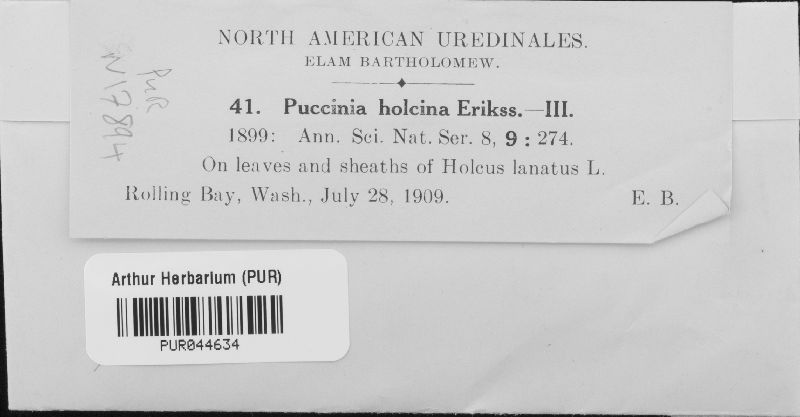 NORTH AMERICAN UREDINALES.
ELAM BARTHOLOMEW.
41. Puccinia holcina Erikss.—III.
1899: Ann. Sci. Nat. Ser. 8, 9 : 274.
On leaves and sheaths of Holcus lanatus L.
Rolling Bay, Wash., July 28, 1909. E. B.
PUR
N17894
Arthur Herbarium (PUR)
PUR044634